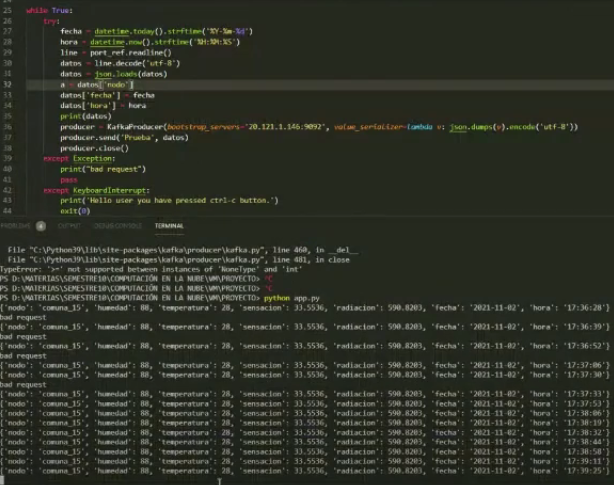 25 while True:
26 try:
27 fecha = datetime.today().strftime("%Y-%m-%d")
28 hora = datetime.now().strftime("%H:%M:%S")
29 line = port_ref.readline()
30 datos = line.decode('utf-8')
31 datos = json.loads(datos)
32 a = datos['nodo']
33 datos['fecha'] = fecha
34 datos['hora'] = hora
35 print(datos)
36 producer = KafkaProducer(bootstrap_servers="20.121.1.146:9092", value_serializer=lambda v: json.dumps(v).encode('utf-8'))
37 producer.send('Prueba', datos)
38 producer.close()
39 except Exception:
40 print("bad request")
41 pass
42 except KeyboardInterrupt:
43 print('Hello user you have pressed ctrl-c button.')
44 exit(0)
PROBLEMS 4 OUTPUT DEBUG CONSOLE TERMINAL
File "C:\Python39\lib\site-packages\kafka\producer\kafka.py", line 460, in __del__
File "C:\Python39\lib\site-packages\kafka\producer\kafka.py", line 481, in close
TypeError: '>=' not supported between instances of 'NoneType' and 'int'
PS D:\MATERIAS\SEMESTRE10\COMPUTACIÓN EN LA NUBE\VM\PROYECTO> ^C
PS D:\MATERIAS\SEMESTRE10\COMPUTACIÓN EN LA NUBE\VM\PROYECTO> ^C
PS D:\MATERIAS\SEMESTRE10\COMPUTACIÓN EN LA NUBE\VM\PROYECTO> python app.py
{'nodo': 'comuna_15', 'humedad': 88, 'temperatura': 28, 'sensacion': 33.5536, 'radiacion': 590.8203, 'fecha': '2021-11-02', 'hora': '17:36:28'}
bad request
{'nodo': 'comuna_15', 'humedad': 88, 'temperatura': 28, 'sensacion': 33.5536, 'radiacion': 590.8203, 'fecha': '2021-11-02', 'hora': '17:36:39'}
bad request
{'nodo': 'comuna_15', 'humedad': 88, 'temperatura': 28, 'sensacion': 33.5536, 'radiacion': 590.8203, 'fecha': '2021-11-02', 'hora': '17:36:52'}
bad request
{'nodo': 'comuna_15', 'humedad': 88, 'temperatura': 28, 'sensacion': 33.5536, 'radiacion': 590.8203, 'fecha': '2021-11-02', 'hora': '17:37:06'}
{'nodo': 'comuna_15', 'humedad': 88, 'temperatura': 28, 'sensacion': 33.5536, 'radiacion': 590.8203, 'fecha': '2021-11-02', 'hora': '17:37:30'}
bad request
{'nodo': 'comuna_15', 'humedad': 88, 'temperatura': 28, 'sensacion': 33.5536, 'radiacion': 590.8203, 'fecha': '2021-11-02', 'hora': '17:37:33'}
{'nodo': 'comuna_15', 'humedad': 88, 'temperatura': 28, 'sensacion': 33.5536, 'radiacion': 590.8203, 'fecha': '2021-11-02', 'hora': '17:37:53'}
{'nodo': 'comuna_15', 'humedad': 88, 'temperatura': 28, 'sensacion': 33.5536, 'radiacion': 590.8203, 'fecha': '2021-11-02', 'hora': '17:38:06'}
{'nodo': 'comuna_15', 'humedad': 88, 'temperatura': 28, 'sensacion': 33.5536, 'radiacion': 590.8203, 'fecha': '2021-11-02', 'hora': '17:38:19'}
{'nodo': 'comuna_15', 'humedad': 88, 'temperatura': 28, 'sensacion': 33.5536, 'radiacion': 590.8203, 'fecha': '2021-11-02', 'hora': '17:38:32'}
{'nodo': 'comuna_15', 'humedad': 88, 'temperatura': 28, 'sensacion': 33.5536, 'radiacion': 590.8203, 'fecha': '2021-11-02', 'hora': '17:38:44'}
{'nodo': 'comuna_15', 'humedad': 88, 'temperatura': 28, 'sensacion': 33.5536, 'radiacion': 590.8203, 'fecha': '2021-11-02', 'hora': '17:38:58'}
{'nodo': 'comuna_15', 'humedad': 88, 'temperatura': 28, 'sensacion': 33.5536, 'radiacion': 590.8203, 'fecha': '2021-11-02', 'hora': '17:39:11'}
{'nodo': 'comuna_15', 'humedad': 88, 'temperatura': 28, 'sensacion': 33.5536, 'radiacion': 590.8203, 'fecha': '2021-11-02', 'hora': '17:39:25'}